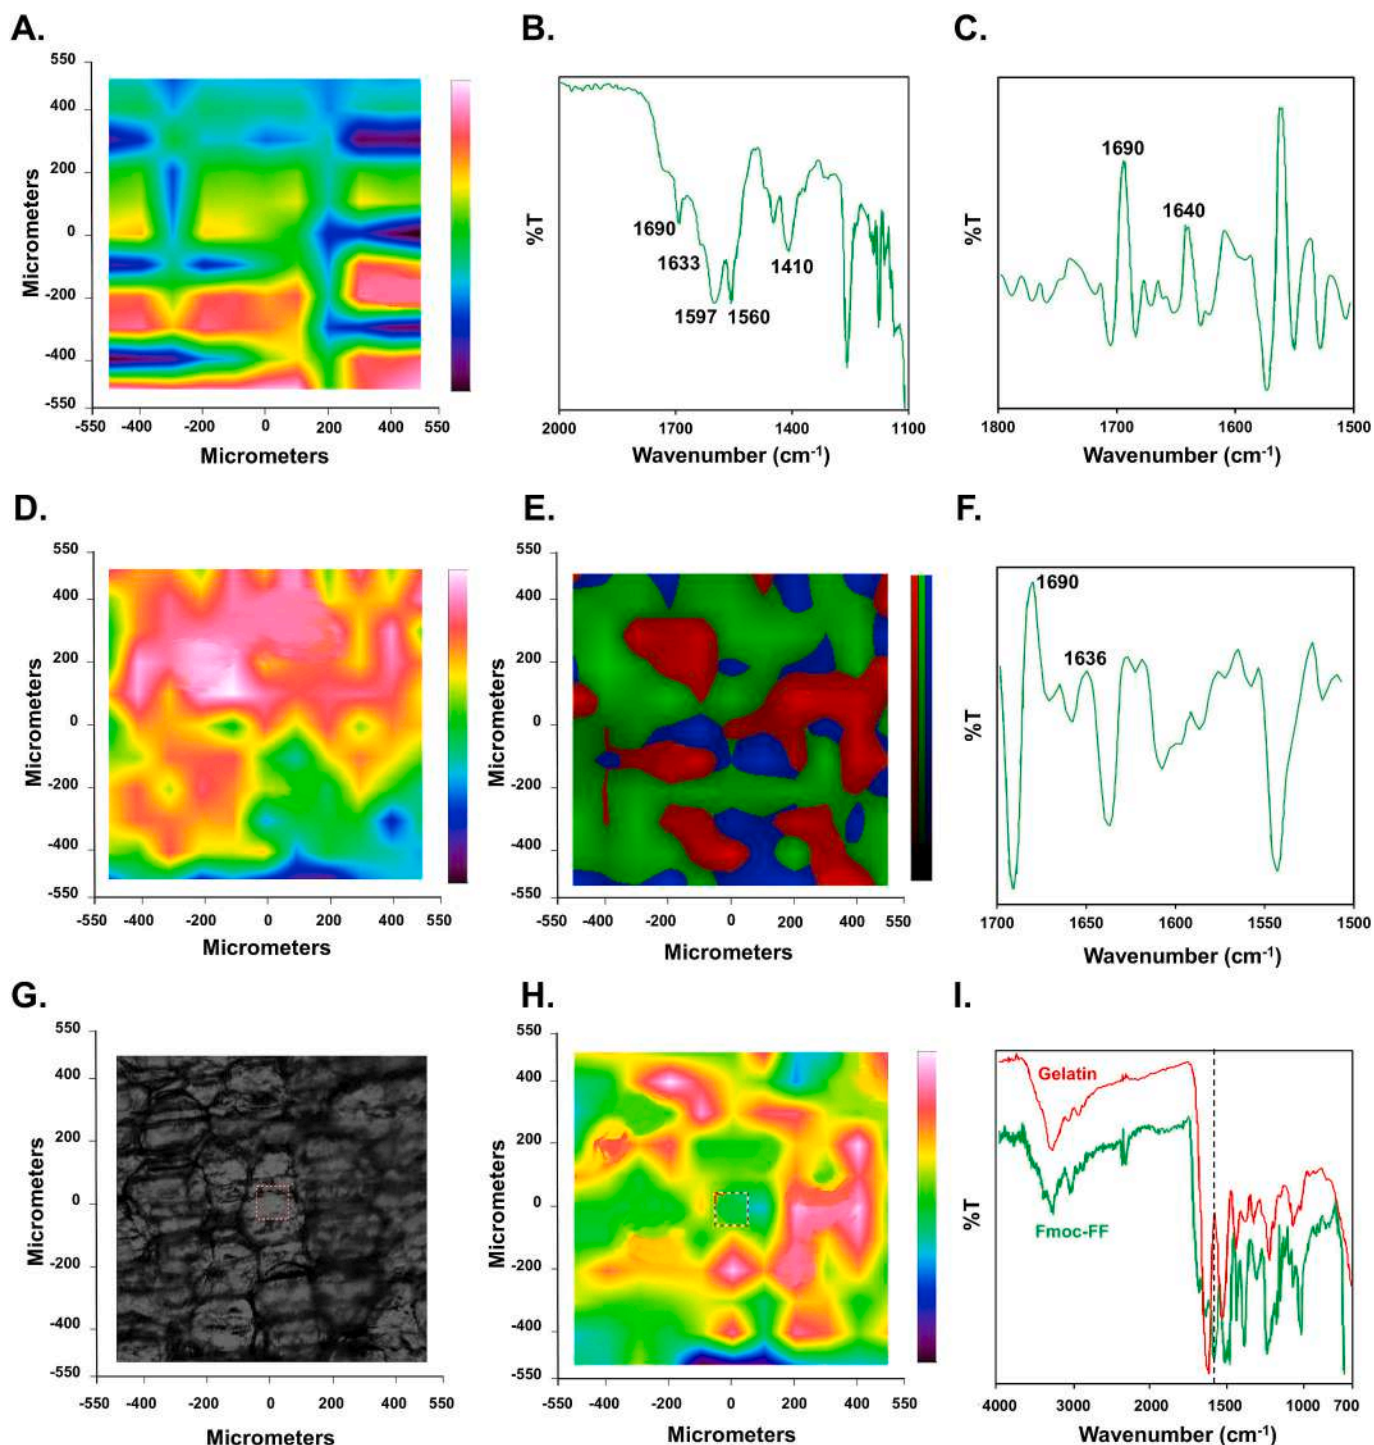 A.
B.
C.
550
400
200
0
-200
-400
-550
Micrometers
-550 -400 -200 0 200 400 550
Micrometers
%T
1690
1633
1597
1560
1410
2000 1700 1400 1100
Wavenumber (cm-1)
%T
1690
1640
1800 1700 1600 1500
Wavenumber (cm-1)
D.
E.
F.
550
400
200
0
-200
-400
-550
Micrometers
-550 -400 -200 0 200 400 550
Micrometers
550
400
200
0
-200
-400
-550
Micrometers
-550 -400 -200 0 200 400 550
Micrometers
%T
1690
1636
1700 1650 1600 1550 1500
Wavenumber (cm-1)
G.
H.
I.
550
400
200
0
-200
-400
-550
Micrometers
-550 -400 -200 0 200 400 550
Micrometers
550
400
200
0
-200
-400
-550
Micrometers
-550 -400 -200 0 200 400 550
Micrometers
%T
Gelatin
Fmoc-FF
4000 3000 2000 1500 1000 700
Wavenumber (cm-1)